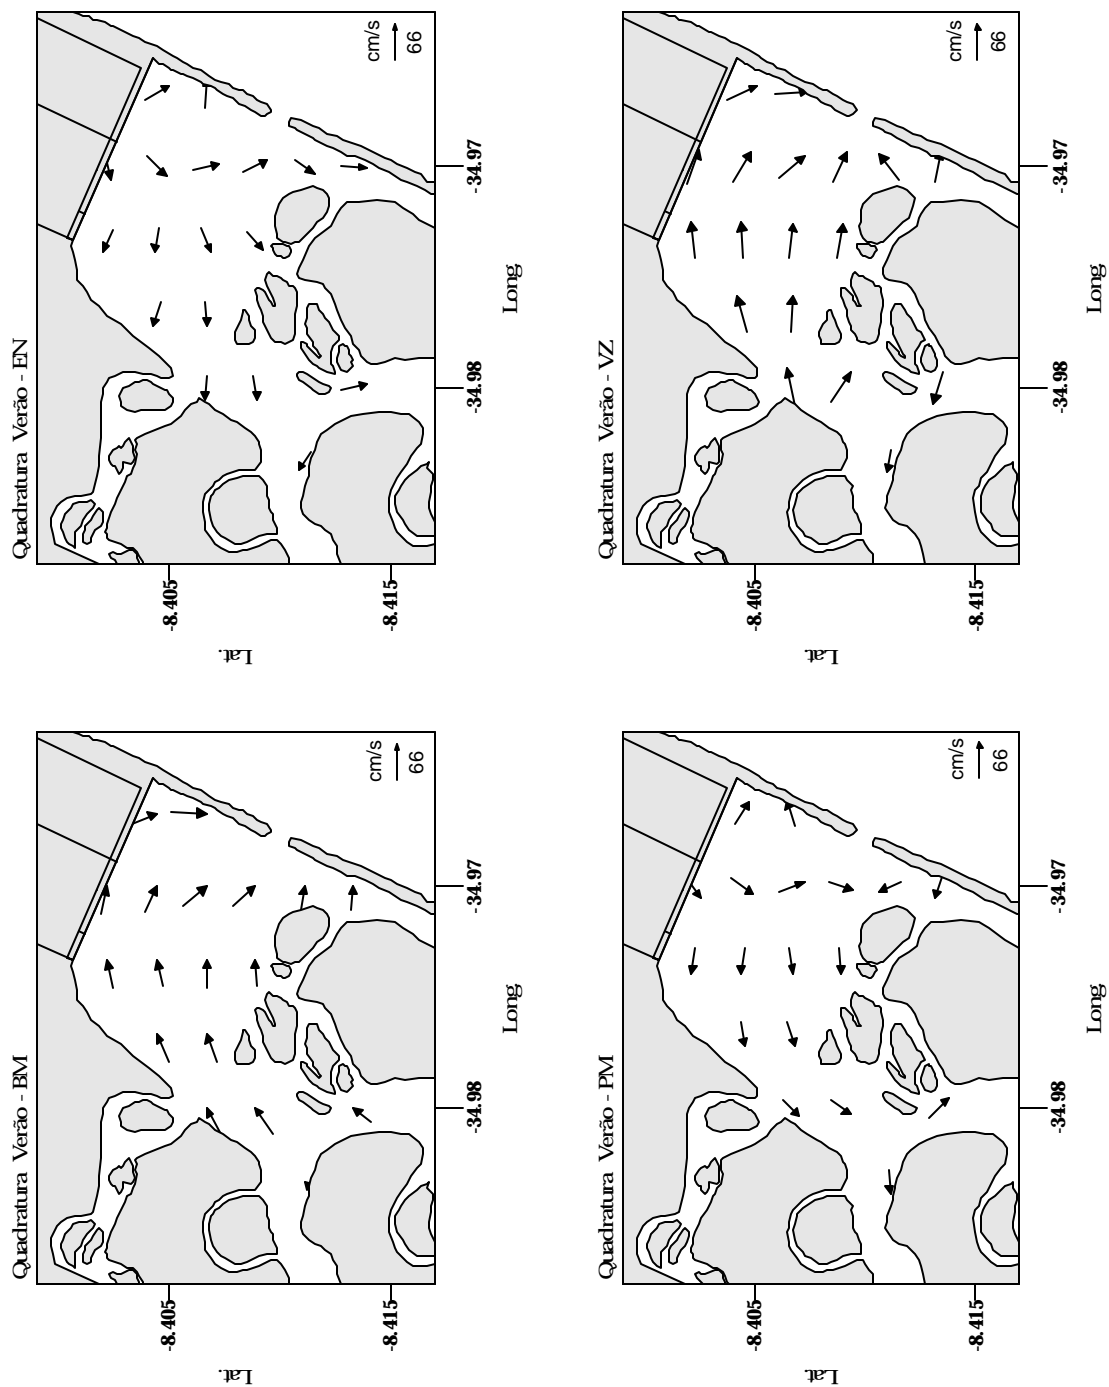 Quadratura Verão - EN
cm/s
66
-34.97
-34.98
Long
-8.405
-8.415
Lat.
Quadratura Verão - VZ
cm/s
66
-34.97
-34.98
Long
-8.405
-8.415
Lat.
Quadratura Verão - BM
cm/s
66
-34.97
-34.98
Long
-8.405
-8.415
Lat.
Quadratura Verão - PM
cm/s
66
-34.97
-34.98
Long
-8.405
-8.415
Lat.